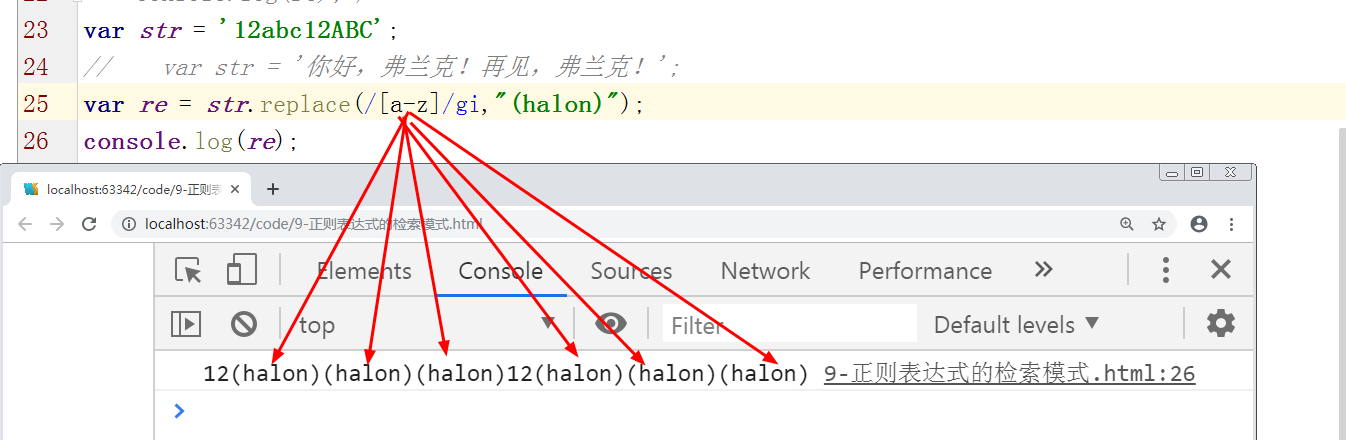 23 var str = '12abc12ABC';
24 // var str = '你好，弗兰克！再见，弗兰克！';
25 var re = str.replace(/[a-z]/gi,"(halon)");
26 console.log(re);
localhost:63342/code/9-正则表
localhost:63342/code/9-正则表达式的检索模式.html
Elements Console Sources Network Performance
top Filter Default levels
12(halon)(halon)(halon)12(halon)(halon)(halon) 9-正则表达式的检索模式.html:26